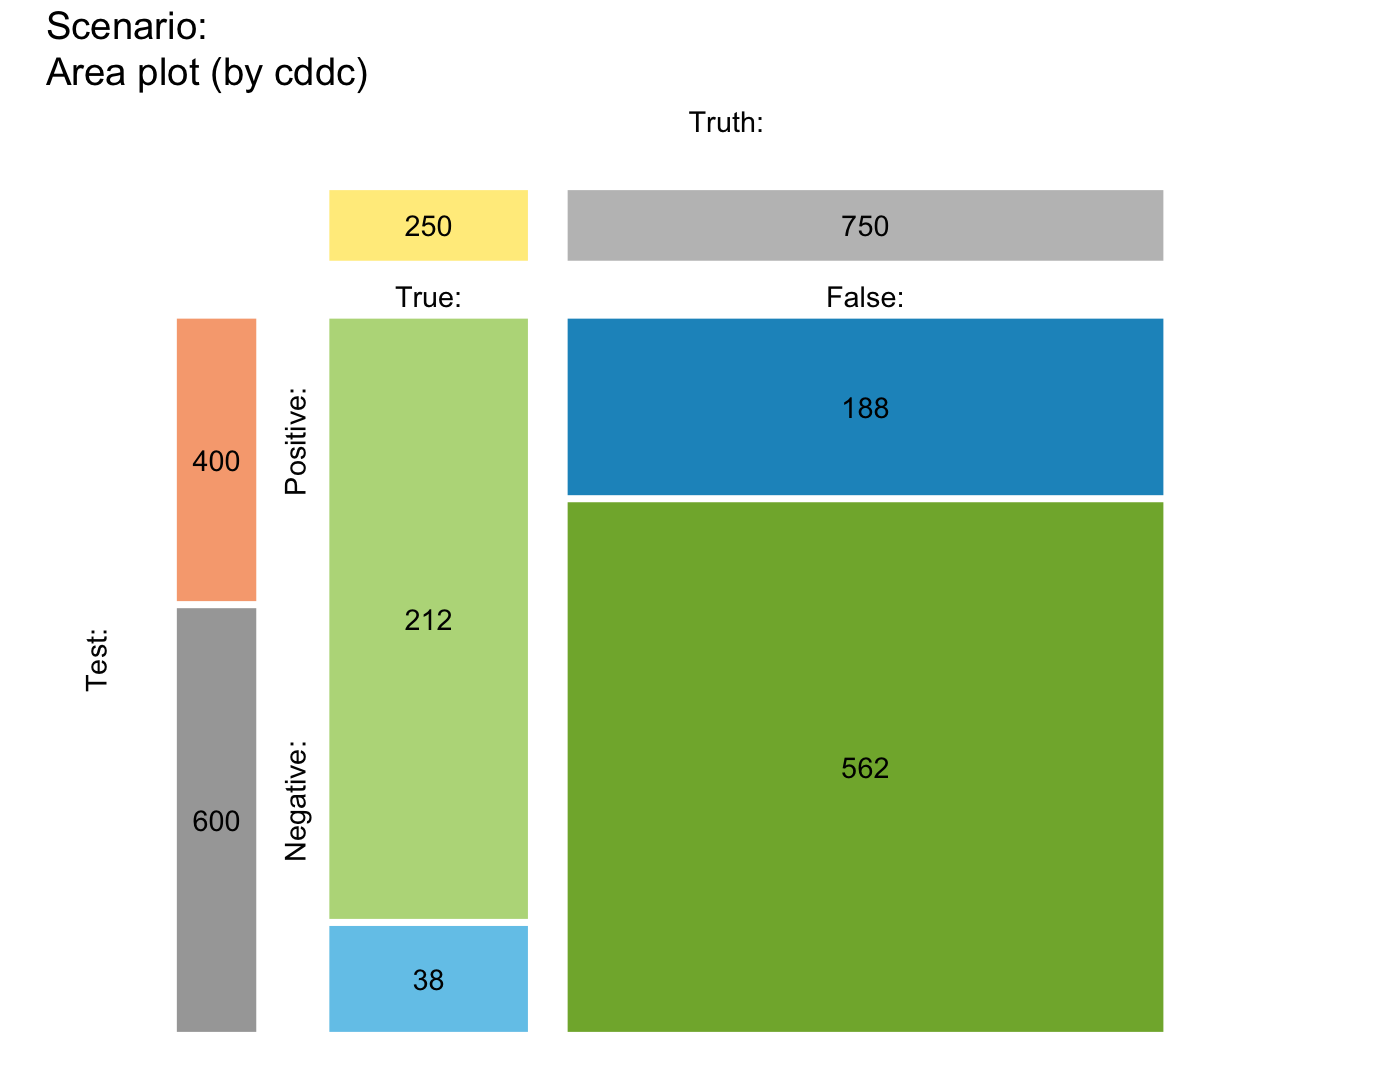 Scenario:
Area plot (by cddc)
Truth:
250
750
True:
False:
Test:
400
600
Positive:
Negative:
212
188
38
562